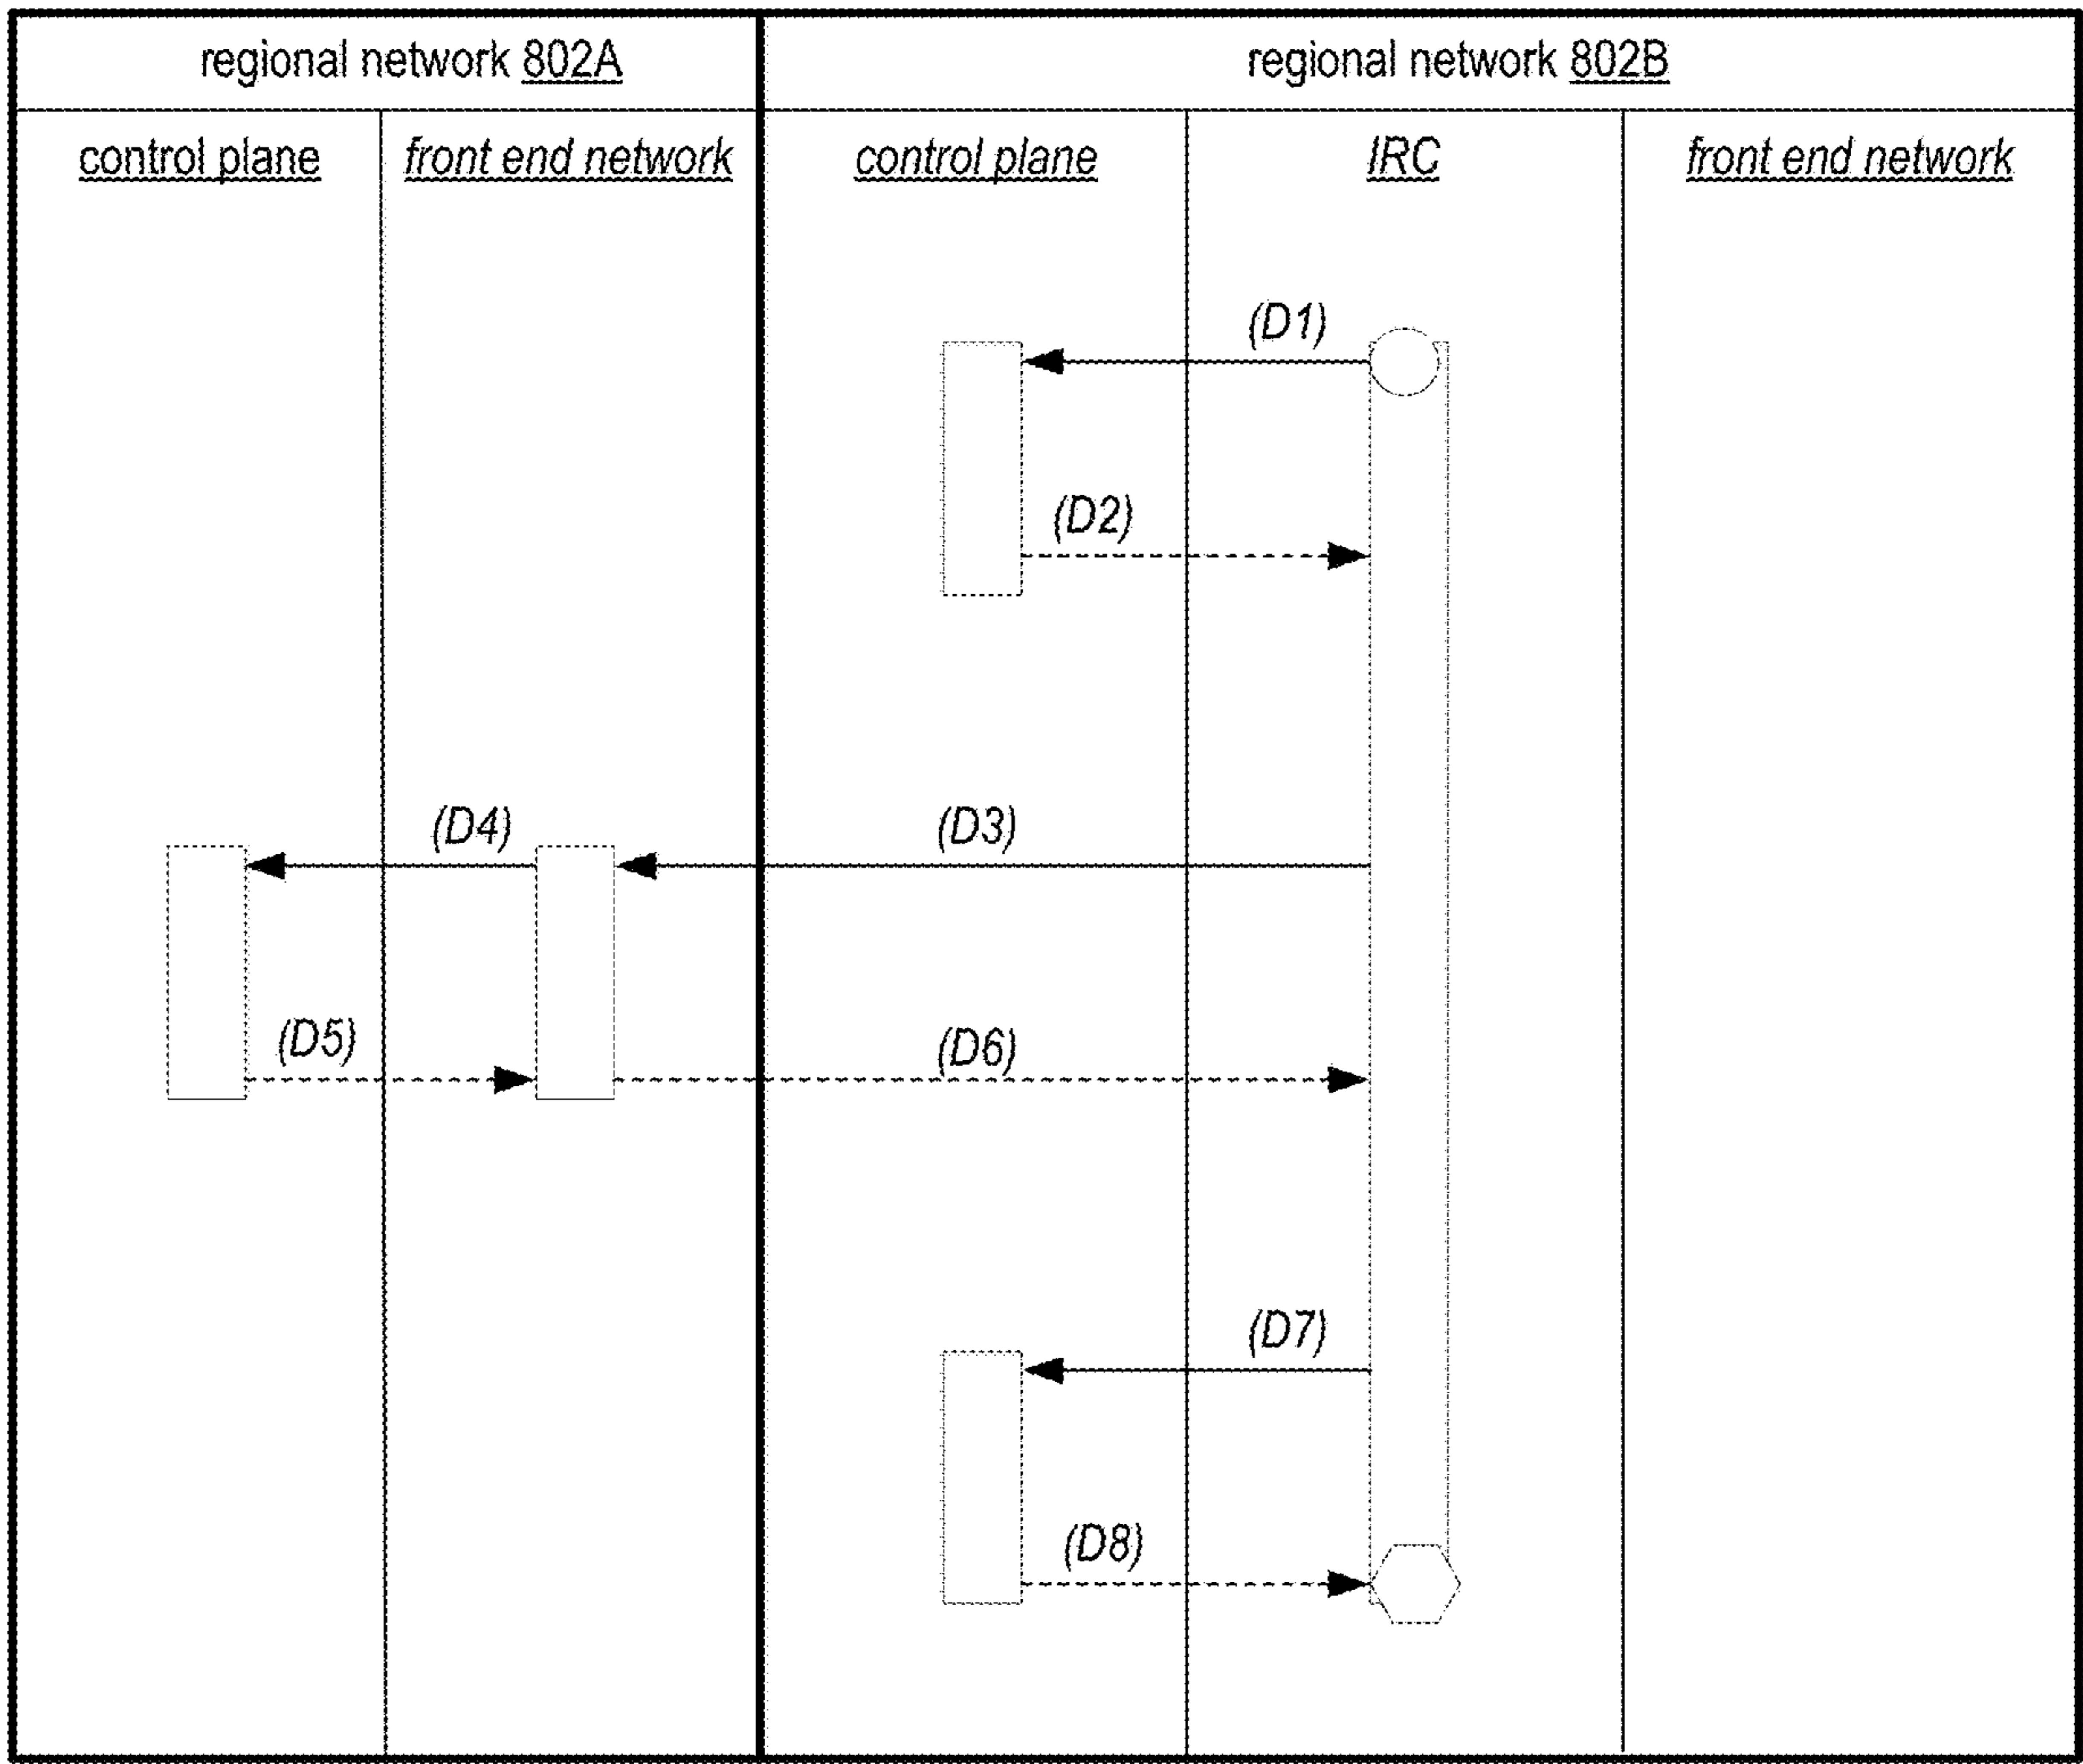 regional network 802A
regional network 802B
control plane
front end network
control plane
IRC
front end network
(D1)
(D2)
(D4)
(D3)
(D5)
(D6)
(D7)
(D8)